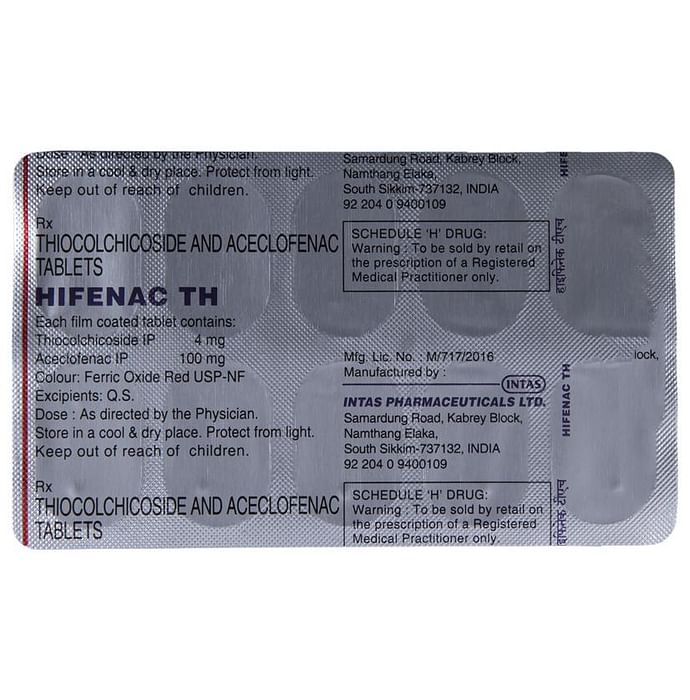 Dose : As directed by the Physician.
Store in a cool & dry place. Protect from light.
Keep out of reach of children.
Rx
THIOCOLCHICOSIDE AND ACECLOFENAC
TABLETS
HIFENAC TH
Each film coated tablet contains:
Thiocolchicoside IP 4 mg
Aceclofenac IP 100 mg
Colour: Ferric Oxide Red USP-NF
Excipients: Q.S.
Dose : As directed by the Physician.
Store in a cool & dry place. Protect from light.
Keep out of reach of children.
Rx
THIOCOLCHICOSIDE AND ACECLOFENAC
TABLETS
Samardung Road, Kabrey Block,
Namthang Elaka,
South Sikkim-737132, INDIA
92 204 0 9400109
SCHEDULE 'H' DRUG:
Warning : To be sold by retail on
the prescription of a Registered
Medical Practitioner only.
Mfg. Lic. No. : M/717/2016
Manufactured by :
INTAS
INTAS PHARMACEUTICALS LTD.
Samardung Road, Kabrey Block,
Namthang Elaka,
South Sikkim-737132, INDIA
92 204 0 9400109
SCHEDULE 'H' DRUG:
Warning : To be sold by retail on
the prescription of a Registered
Medical Practitioner only.
HIFE
हाइफिनेक टीएच
HIFENAC TH
हाइफिनेक टीएच
lock,